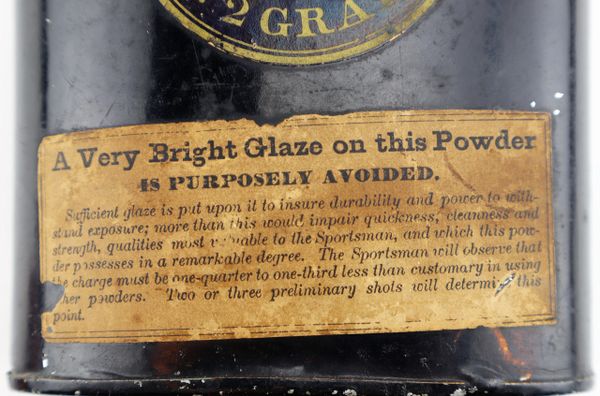 2 GRA
A Very Bright Glaze on this Powder
IS PURPOSELY AVOIDED.
Sufficient glaze is put upon it to insure durability and power to with-
stand exposure; more than this would impair quickness, cleanness and
strength, qualities most valuable to the Sportsman, and which this pow-
der possesses in a remarkable degree. The Sportsman will observe that
the charge must be one-quarter to one-third less than customary in using
other powders. Two or three preliminary shots will determine this
point.